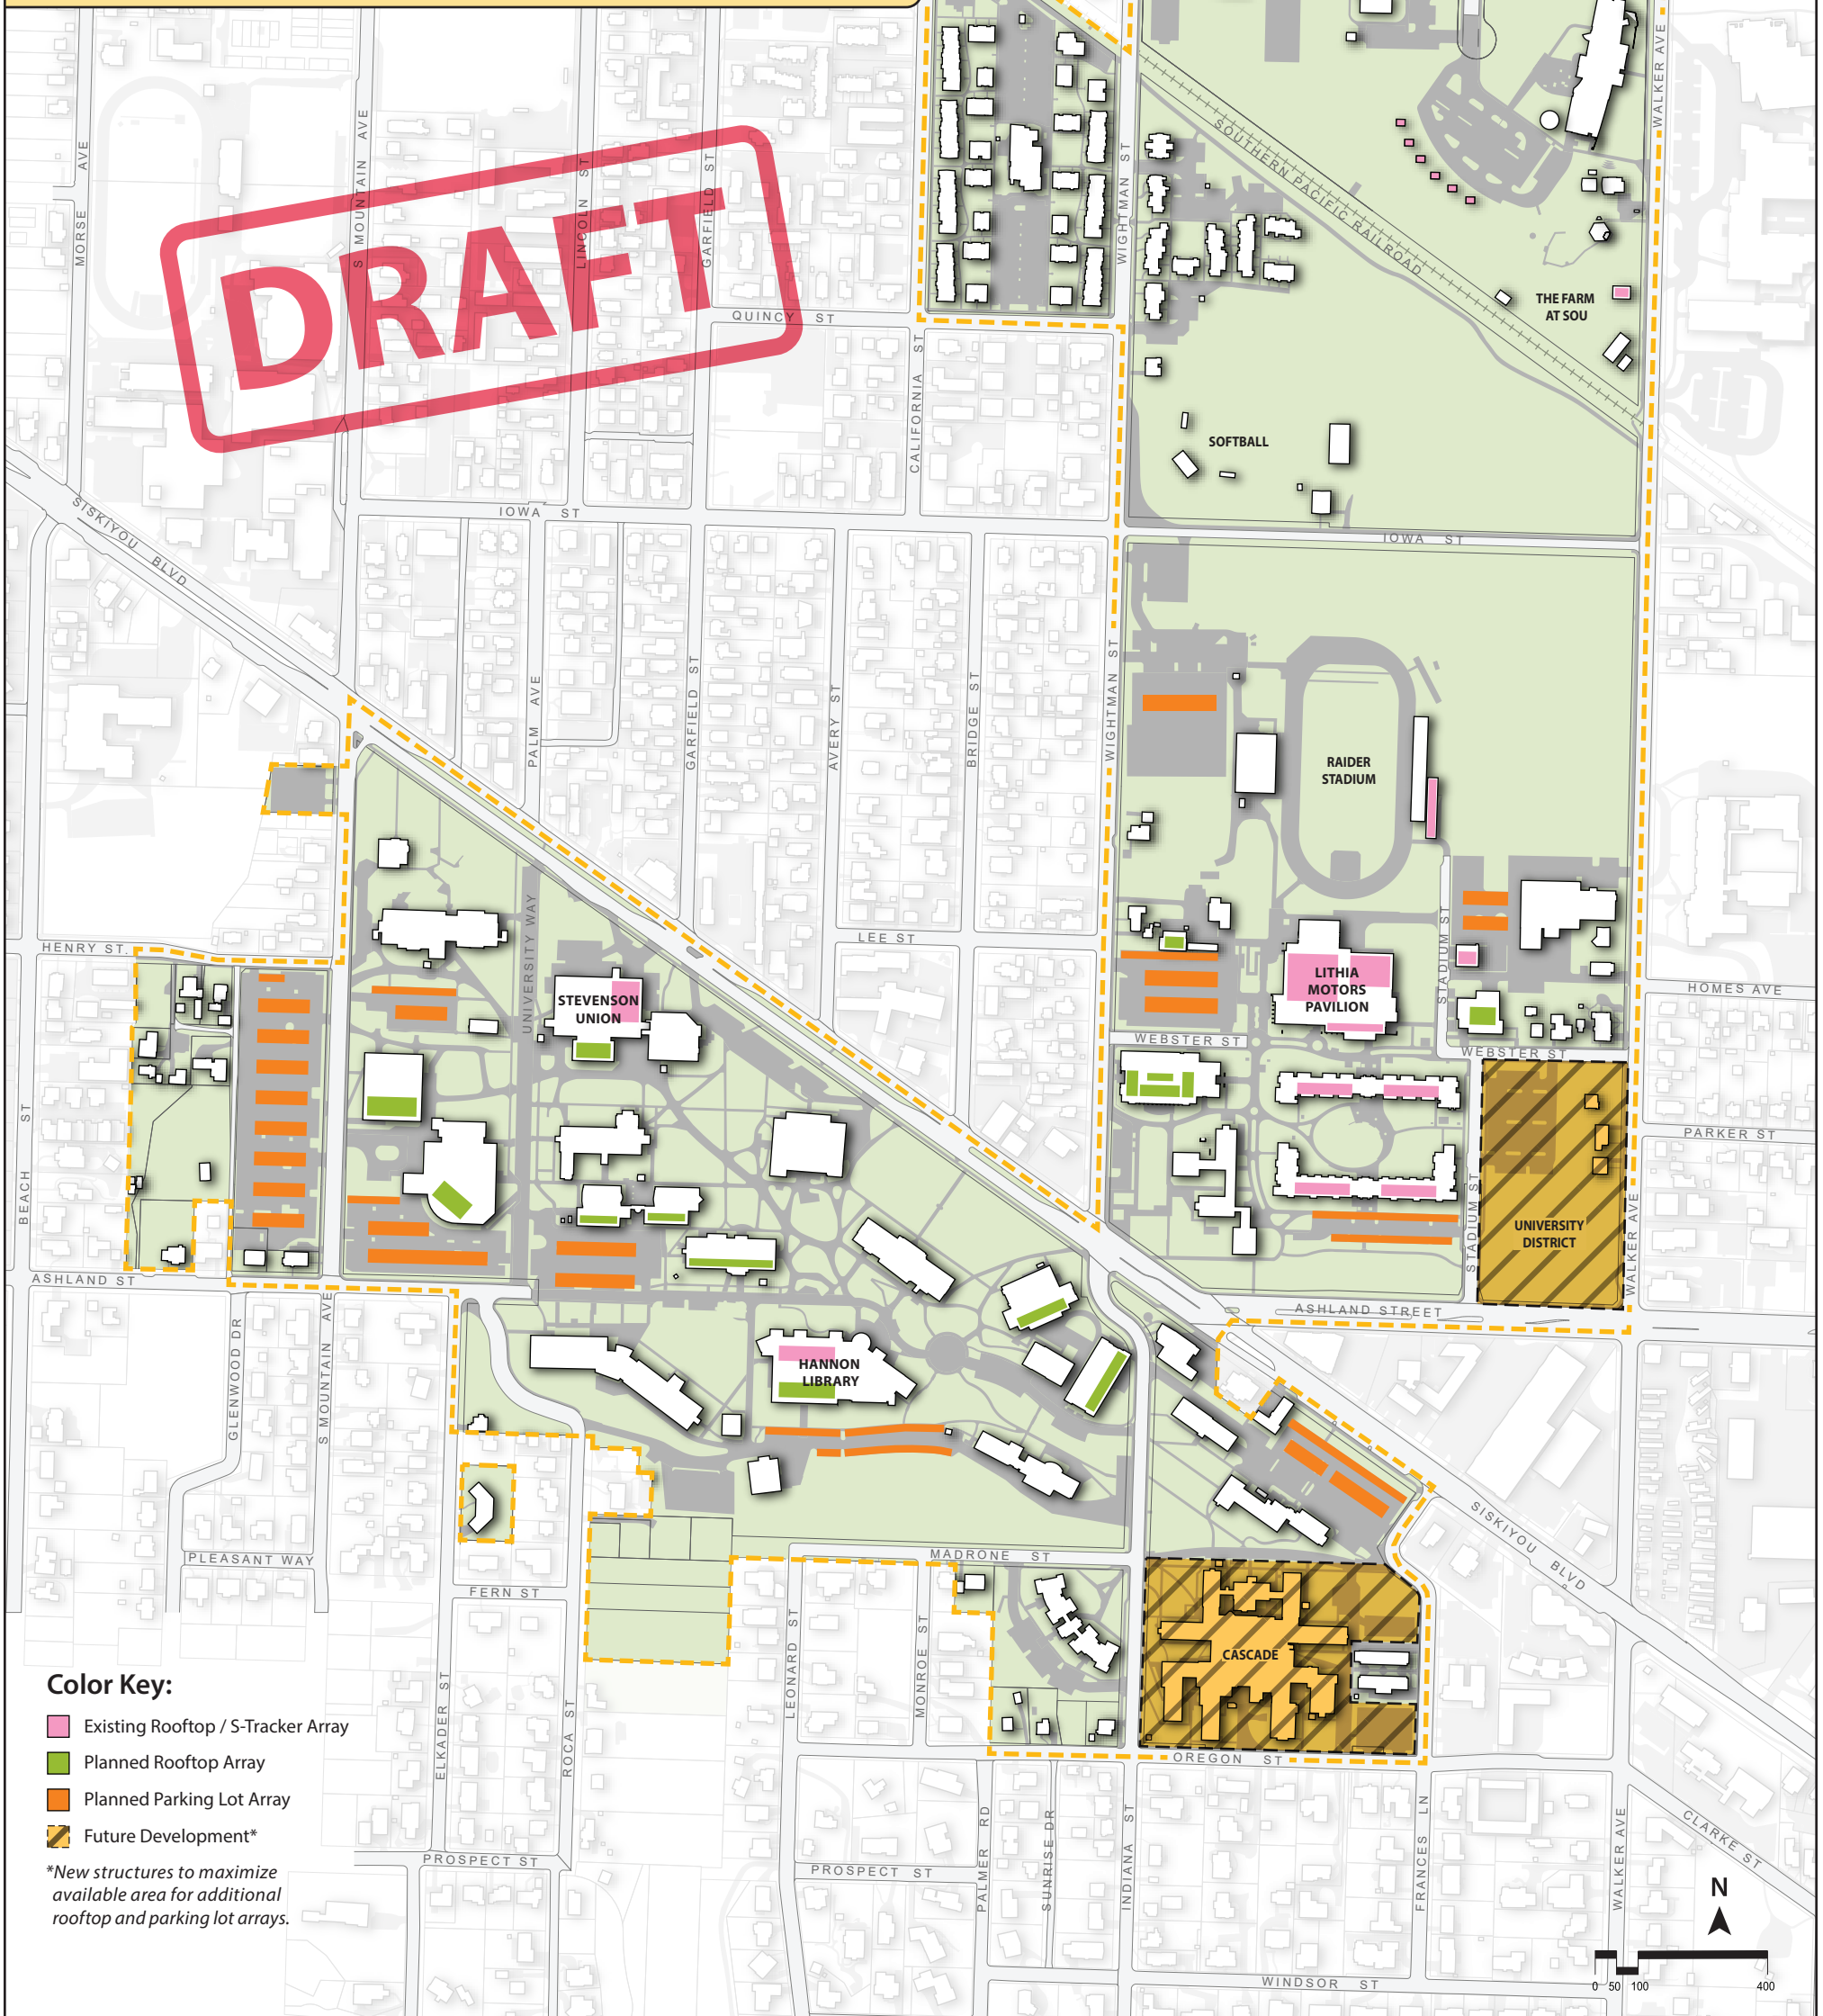 DRAFT
MORSE AVE
S MOUNTAIN AVE
LINCOLN ST
GARFIELD ST
WIGHTMAN ST
WALKER AVE
SOUTHERN PACIFIC RAILROAD
THE FARM
AT SOU
QUINCY ST
CALIFORNIA ST
SOFTBALL
SISKIYOU BLVD
IOWA ST
IOWA ST
PALM AVE
GARFIELD ST
AVERY ST
BRIDGE ST
WIGHTMAN ST
RAIDER
STADIUM
HENRY ST.
UNIVERSITY WAY
LEE ST
STADIUM ST
STEVENSON
UNION
LITHIA
MOTORS
PAVILION
HOMES AVE
WEBSTER ST
WEBSTER ST
BEACH ST
PARKER ST
STADIUM ST
WALKER AVE
UNIVERSITY
DISTRICT
ASHLAND ST
ASHLAND STREET
GLENWOOD DR
S MOUNTAIN AVE
HANNON
LIBRARY
SISKIYOU BLVD
PLEASANT WAY
MADRONE ST
FERN ST
LEONARD ST
MONROE ST
CASCADE
ELKADER ST
ROCA ST
OREGON ST
Color Key:
Existing Rooftop / S-Tracker Array
Planned Rooftop Array
Planned Parking Lot Array
Future Development*
*New structures to maximize
available area for additional
rooftop and parking lot arrays.
PROSPECT ST
PROSPECT ST
PALMER RD
SUNRISE DR
INDIANA ST
FRANCES LN
WALKER AVE
CLARKE ST
WINDSOR ST
N
0 50 100 400